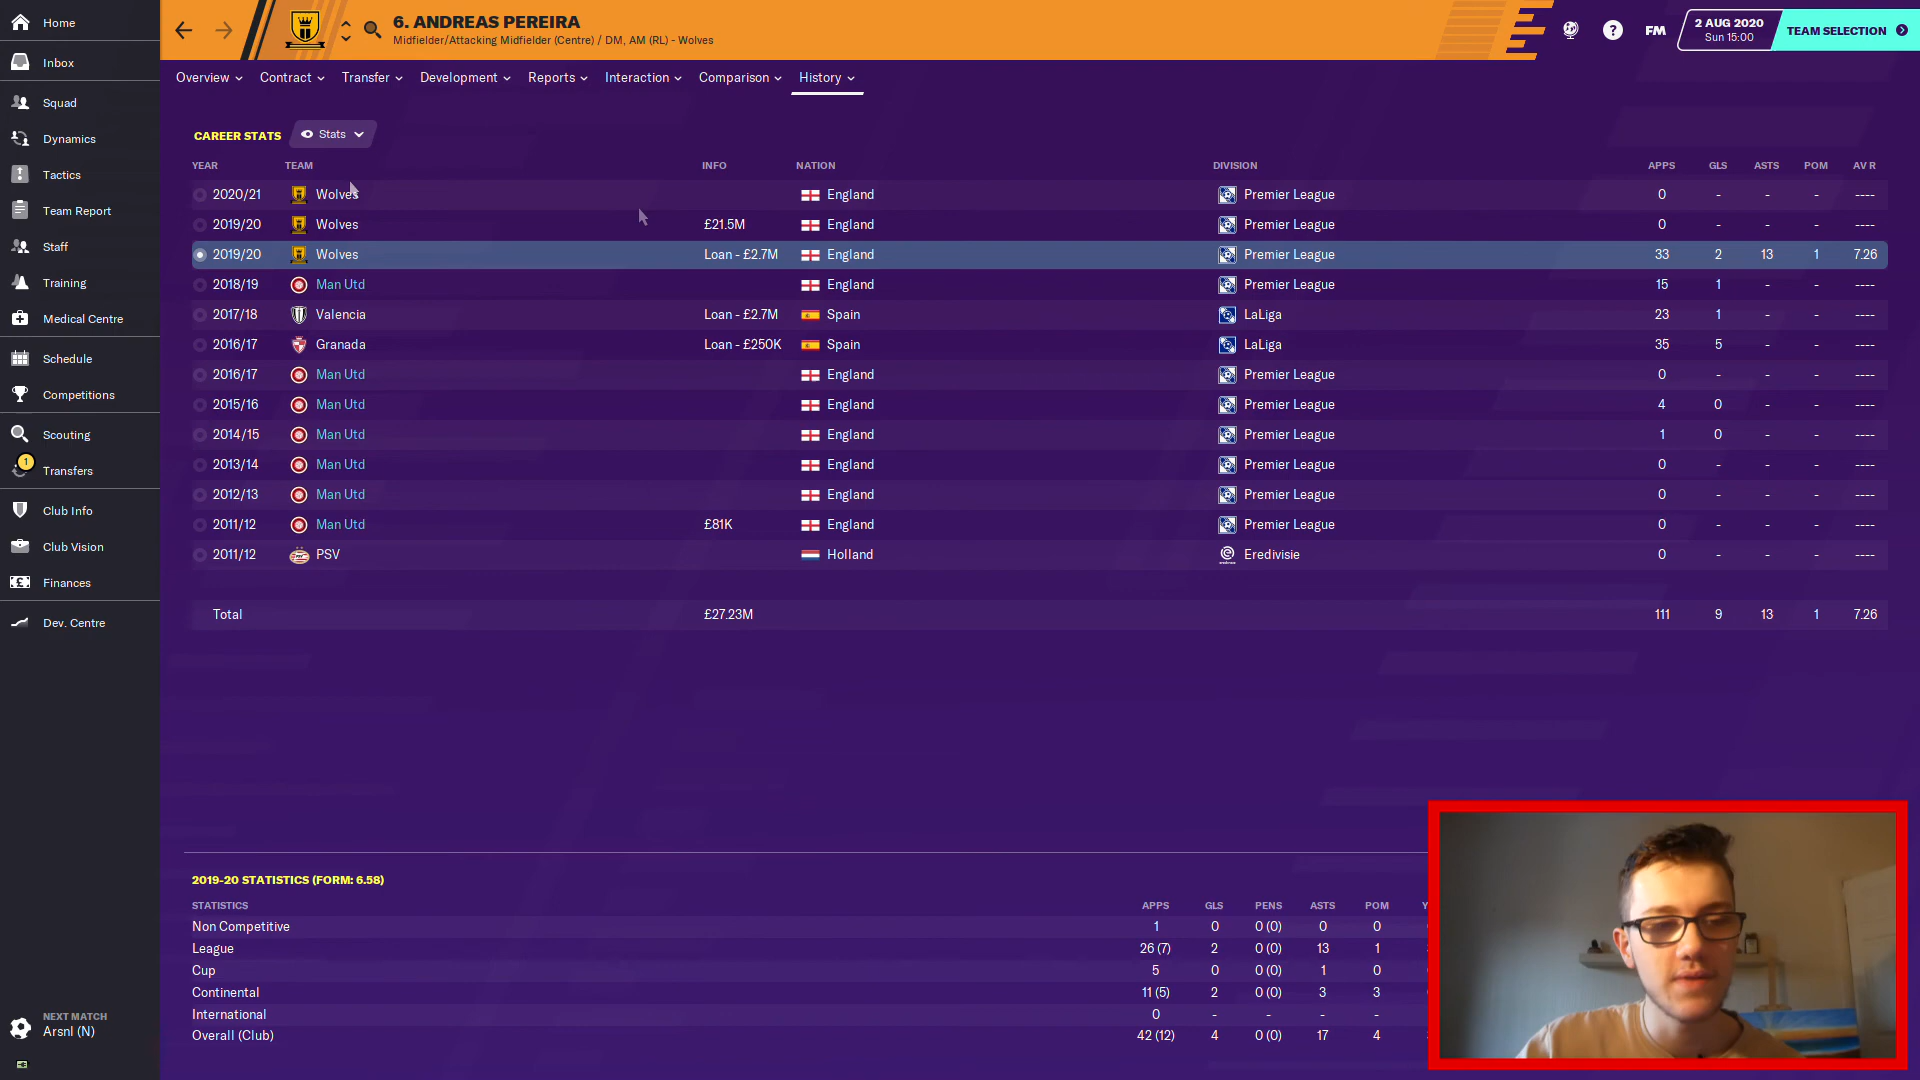 Home
Inbox
Squad
Dynamics
Tactics
Team Report
Staff
Training
Medical Centre
Schedule
Competitions
Scouting
1
Transfers
Club Info
Club Vision
Finances
Dev. Centre
NEXT MATCH
Arsnl (N)
6. ANDREAS PEREIRA
Midfielder/Attacking Midfielder (Centre) / DM, AM (RL) - Wolves
? FM
2 AUG 2020
Sun 15:00
TEAM SELECTION
Overview Contract Transfer Development Reports Interaction Comparison History
CAREER STATS Stats
YEAR TEAM INFO NATION DIVISION APPS GLS ASTS POM AV R
2020/21 Wolves England Premier League 0 - - - ----
2019/20 Wolves £21.5M England Premier League 0 - - - ----
2019/20 Wolves Loan - £2.7M England Premier League 33 2 13 1 7.26
2018/19 Man Utd England Premier League 15 1 - - ----
2017/18 Valencia Loan - £2.7M Spain LaLiga 23 1 - - ----
2016/17 Granada Loan - £250K Spain LaLiga 35 5 - - ----
2016/17 Man Utd England Premier League 0 - - - ----
2015/16 Man Utd England Premier League 4 0 - - ----
2014/15 Man Utd England Premier League 1 0 - - ----
2013/14 Man Utd England Premier League 0 - - - ----
2012/13 Man Utd England Premier League 0 - - - ----
2011/12 Man Utd £81K England Premier League 0 - - - ----
2011/12 PSV Holland Eredivisie 0 - - - ----
Total £27.23M 111 9 13 1 7.26
2019-20 STATISTICS (FORM: 6.58)
STATISTICS APPS GLS PENS ASTS POM Y
Non Competitive 1 0 0 (0) 0 0
League 26 (7) 2 0 (0) 13 1
Cup 5 0 0 (0) 1 0
Continental 11 (5) 2 0 (0) 3 3
International 0 - - - -
Overall (Club) 42 (12) 4 0 (0) 17 4